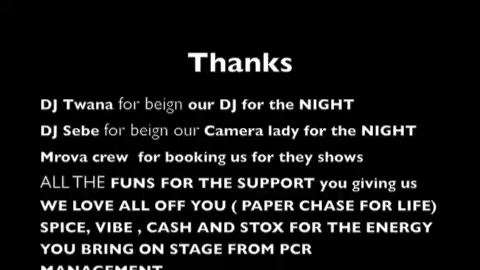 Thanks
DJ Twana for beign our DJ for the NIGHT
DJ Sebe for beign our Camera lady for the NIGHT
Mrova crew for booking us for they shows
ALL THE FUNS FOR THE SUPPORT you giving us
WE LOVE ALL OFF YOU ( PAPER CHASE FOR LIFE)
SPICE, VIBE , CASH AND STOX FOR THE ENERGY
YOU BRING ON STAGE FROM PCR
MANAGEMENT